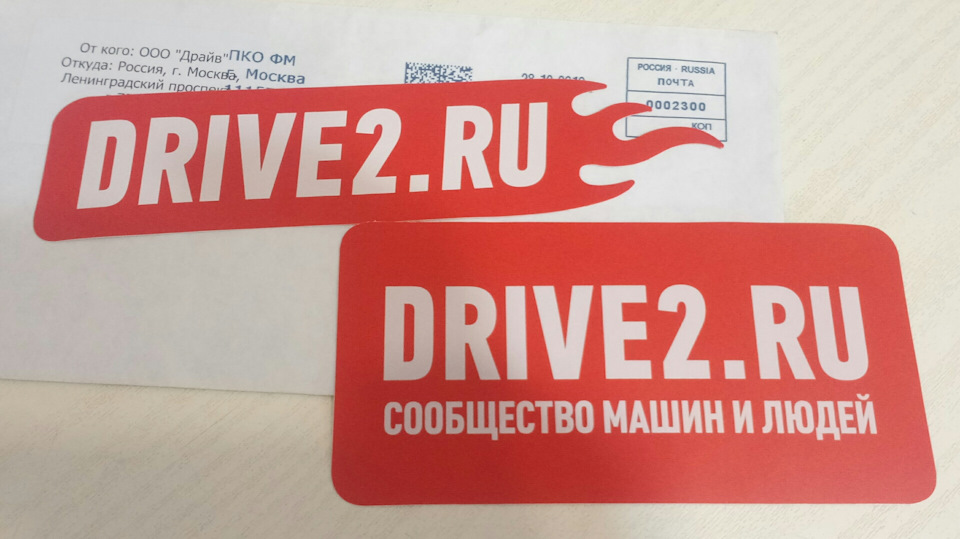 От кого: ООО "Драйв"
Откуда: Россия, г. Москва,
Ленинградский
ПКО ФМ
Москва
РОССИЯ - RUSSIA
ПОЧТА
0002300
КОП
DRIVE2.RU
DRIVE2.RU
СООБЩЕСТВО МАШИН И ЛЮДЕЙ